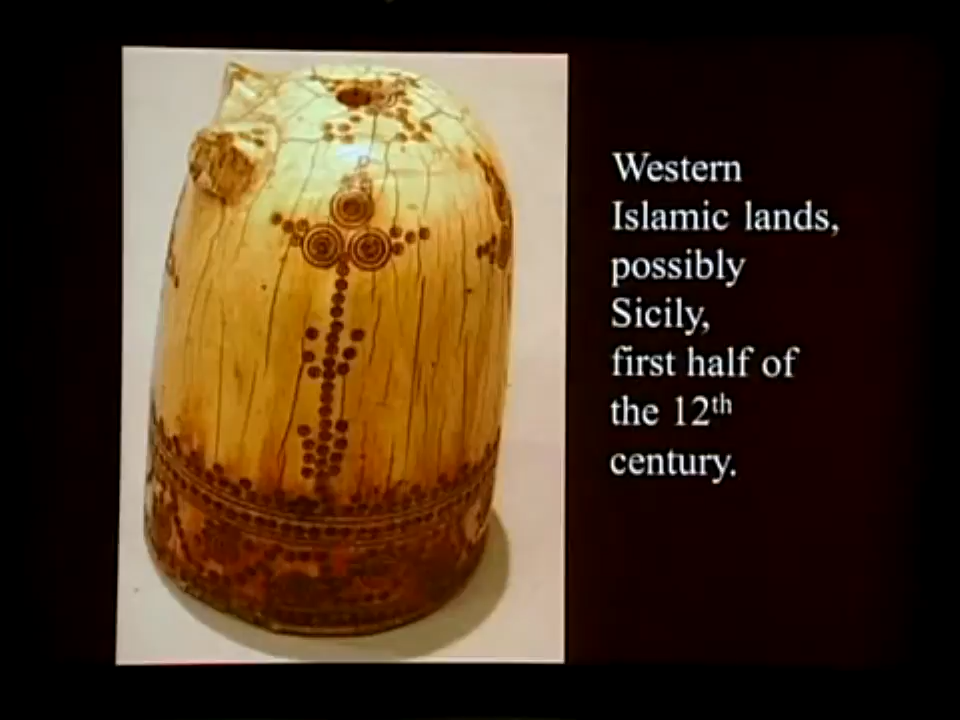 Western
Islamic lands,
possibly
Sicily,
first half of
the 12th
century.